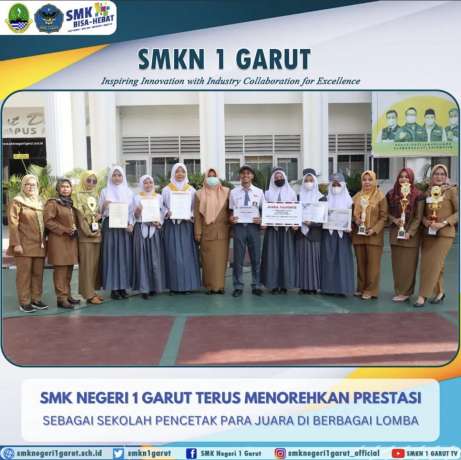 SMK
BISA-HEBAT
SMKN 1 GARUT
Inspiring Innovation with Industry Collaboration for Excellence
SMK NEGERI 1 GARUT TERUS MENOREHKAN PRESTASI
SEBAGAI SEKOLAH PENCETAK PARA JUARA DI BERBAGAI LOMBA
smknegeri1garut.sch.id
smkn1garut
SMK Negeri 1 Garut
smknegeri1garut_official
SMKN 1 GARUT TV